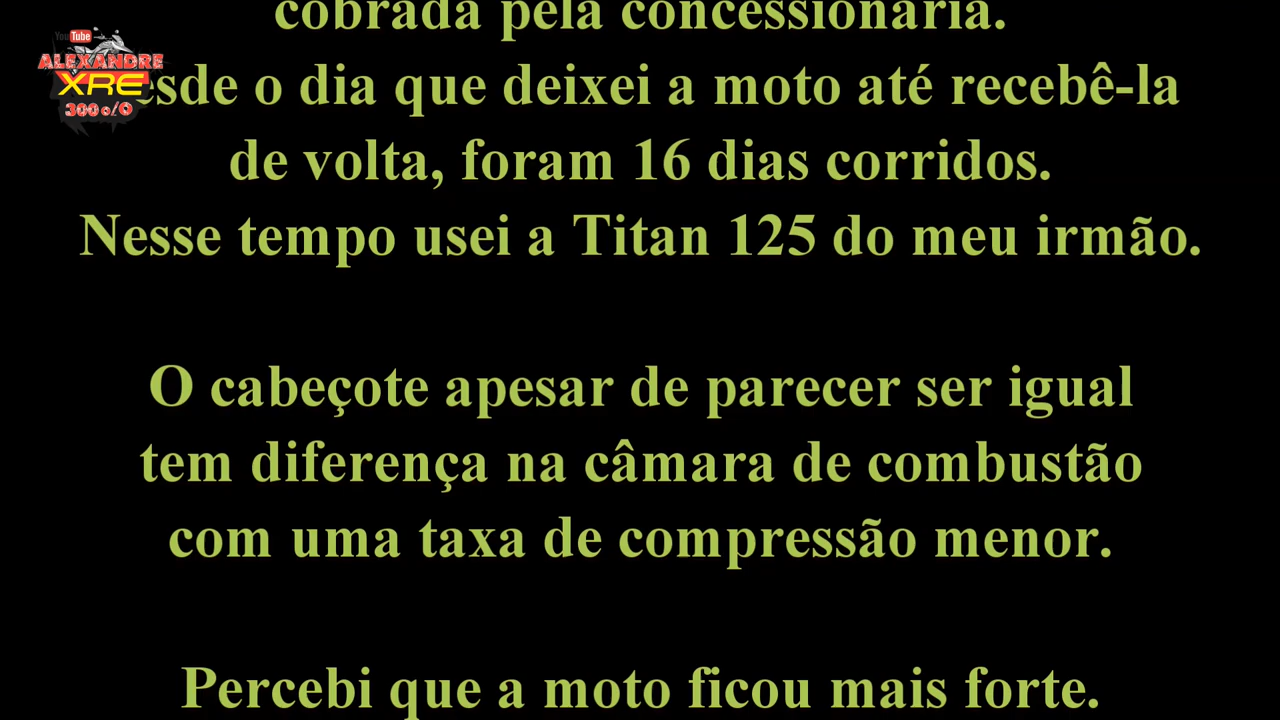 cobrada pela concessionária.
YouTube
ALEXANDRE
XRE
300 o/o
esde o dia que deixei a moto até recebê-la
de volta, foram 16 dias corridos.
Nesse tempo usei a Titan 125 do meu irmão.
O cabeçote apesar de parecer ser igual
tem diferença na câmara de combustão
com uma taxa de compressão menor.
Percebi que a moto ficou mais forte.